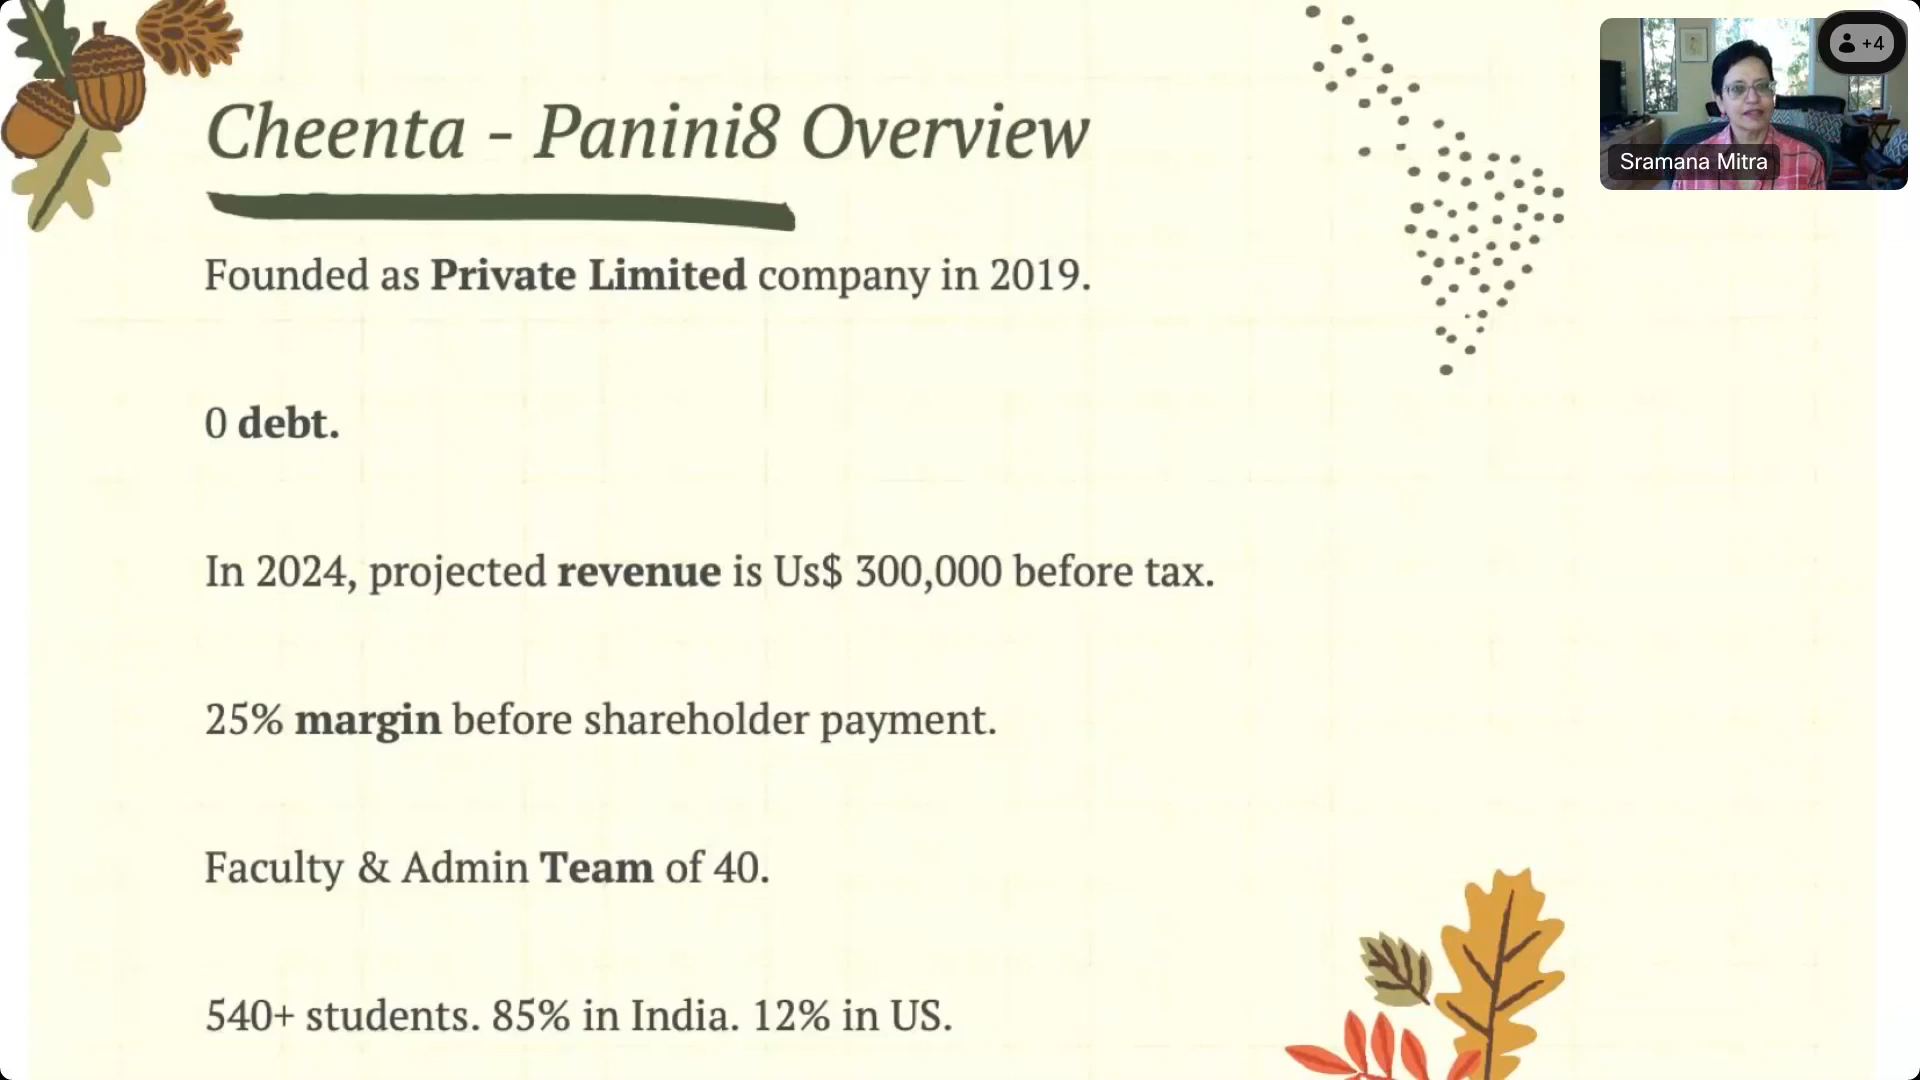 Cheenta - Panini8 Overview
+4
Sramana Mitra
Founded as Private Limited company in 2019.
0 debt.
In 2024, projected revenue is Us$ 300,000 before tax.
25% margin before shareholder payment.
Faculty & Admin Team of 40.
540+ students. 85% in India. 12% in US.